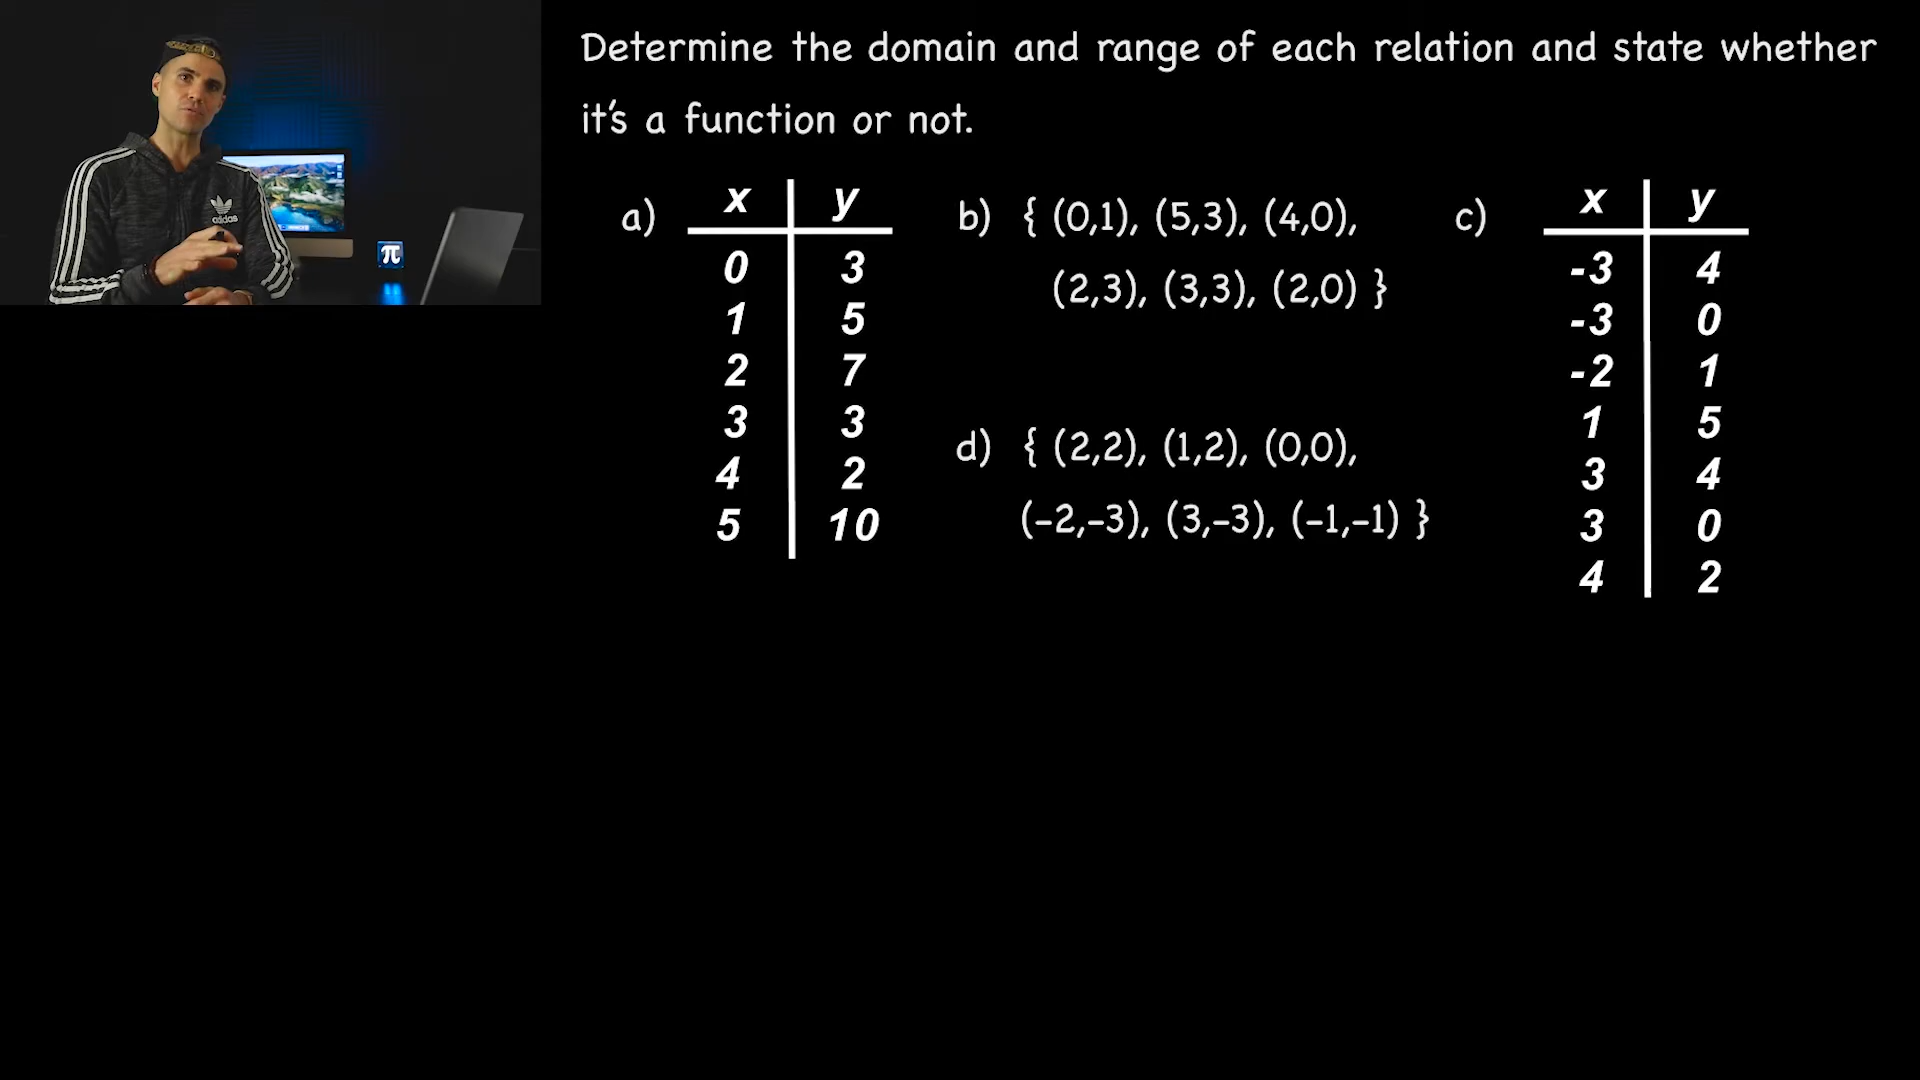 Determine the domain and range of each relation and state whether
it's a function or not.
a)
x y
0 3
1 5
2 7
3 3
4 2
5 10
b) { (0,1), (5,3), (4,0),
(2,3), (3,3), (2,0) }
d) { (2,2), (1,2), (0,0),
(-2,-3), (3,-3), (-1,-1) }
c)
x y
-3 4
-3 0
-2 1
1 5
3 4
3 0
4 2
adidas
π